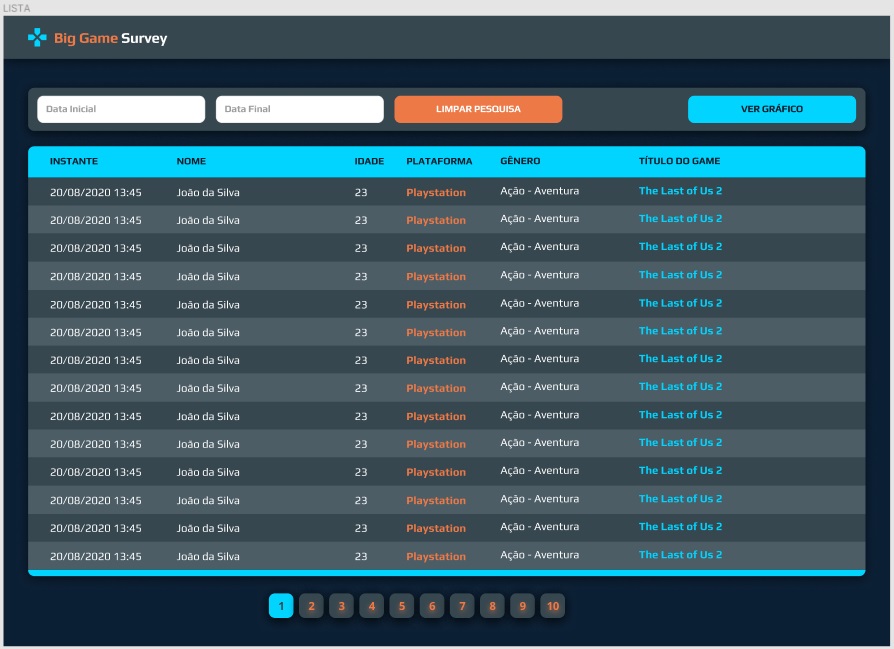 LISTA
Big Game Survey
Data Inicial Data Final LIMPAR PESQUISA VER GRÁFICO
INSTANTE NOME IDADE PLATAFORMA GÊNERO TÍTULO DO GAME
20/08/2020 13:45 João da Silva 23 Playstation Ação - Aventura The Last of Us 2
20/08/2020 13:45 João da Silva 23 Playstation Ação - Aventura The Last of Us 2
20/08/2020 13:45 João da Silva 23 Playstation Ação - Aventura The Last of Us 2
20/08/2020 13:45 João da Silva 23 Playstation Ação - Aventura The Last of Us 2
20/08/2020 13:45 João da Silva 23 Playstation Ação - Aventura The Last of Us 2
20/08/2020 13:45 João da Silva 23 Playstation Ação - Aventura The Last of Us 2
20/08/2020 13:45 João da Silva 23 Playstation Ação - Aventura The Last of Us 2
20/08/2020 13:45 João da Silva 23 Playstation Ação - Aventura The Last of Us 2
20/08/2020 13:45 João da Silva 23 Playstation Ação - Aventura The Last of Us 2
20/08/2020 13:45 João da Silva 23 Playstation Ação - Aventura The Last of Us 2
20/08/2020 13:45 João da Silva 23 Playstation Ação - Aventura The Last of Us 2
20/08/2020 13:45 João da Silva 23 Playstation Ação - Aventura The Last of Us 2
20/08/2020 13:45 João da Silva 23 Playstation Ação - Aventura The Last of Us 2
20/08/2020 13:45 João da Silva 23 Playstation Ação - Aventura The Last of Us 2
1 2 3 4 5 6 7 8 9 10